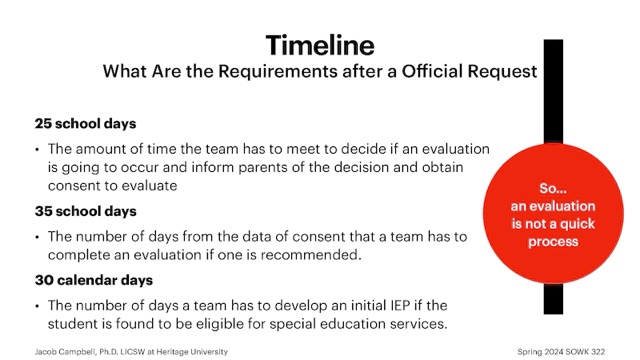 Timeline
What Are the Requirements after a Official Request
25 school days
• The amount of time the team has to meet to decide if an evaluation
is going to occur and inform parents of the decision and obtain
consent to evaluate
35 school days
• The number of days from the data of consent that a team has to
complete an evaluation if one is recommended.
30 calendar days
• The number of days a team has to develop an initial IEP if the
student is found to be eligible for special education services.
So...
an evaluation
is not a quick
process
Jacob Campbell, Ph.D. LICSW at Heritage University
Spring 2024 SOWK 322